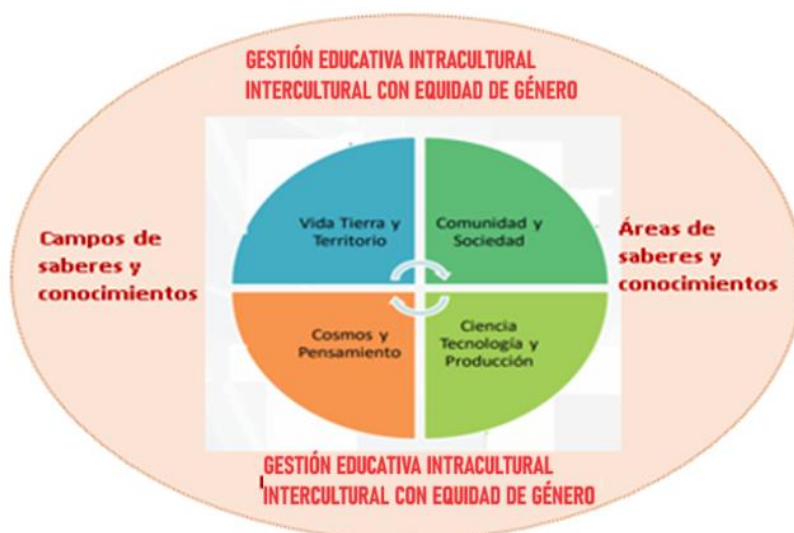 GESTIÓN EDUCATIVA INTRACULTURAL
INTERCULTURAL CON EQUIDAD DE GÉNERO
Campos de
saberes y
conocimientos
Vida Tierra y
Territorio
Comunidad y
Sociedad
Áreas de
saberes y
conocimientos
Cosmos y
Pensamiento
Ciencia
Tecnología y
Producción
GESTIÓN EDUCATIVA INTRACULTURAL
INTERCULTURAL CON EQUIDAD DE GÉNERO